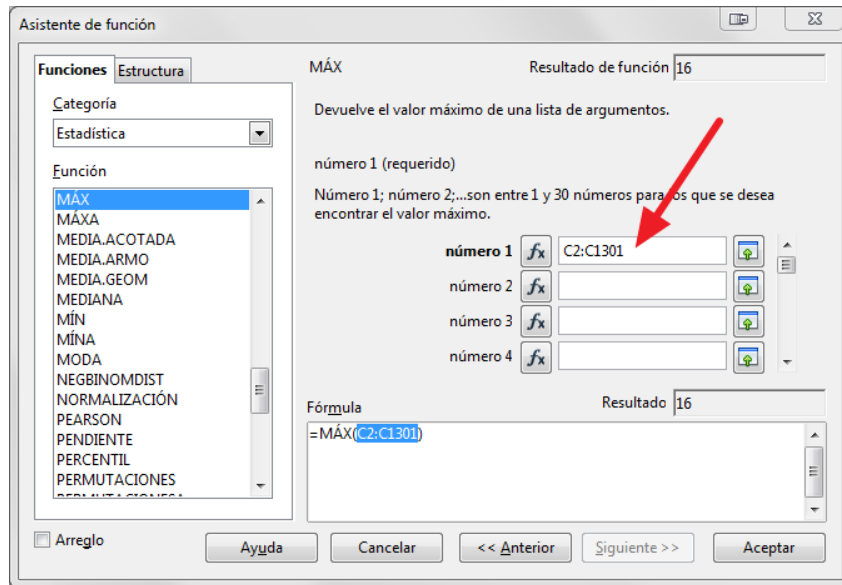 Asistente de función
Funciones Estructura
Categoría
Estadística
Función
MÁX
MÁXA
MEDIA.ACOTADA
MEDIA.ARMO
MEDIA.GEOM
MEDIANA
MÍN
MÍNA
MODA
NEGBINOMDIST
NORMALIZACIÓN
PEARSON
PENDIENTE
PERCENTIL
PERMUTACIONES
MÁX Resultado de función 16
Devuelve el valor máximo de una lista de argumentos.
número 1 (requerido)
Número 1; número 2;...son entre 1 y 30 números para los que se desea
encontrar el valor máximo.
número 1 fx C2:C1301
número 2 fx
número 3 fx
número 4 fx
Fórmula Resultado 16
=MÁX(C2:C1301)
Arreglo Ayuda Cancelar << Anterior Siguiente >> Aceptar